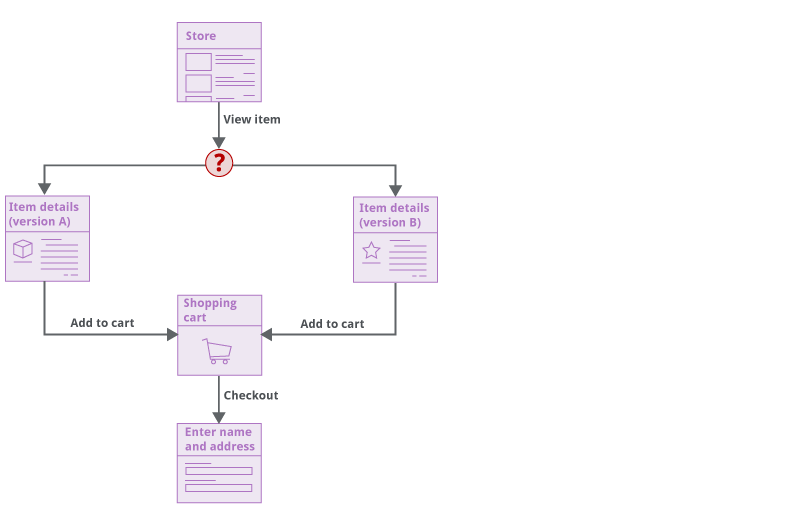 Store
View item
?
Item details
(version A)
Item details
(version B)
Shopping
cart
Add to cart
Add to cart
Checkout
Enter name
and address